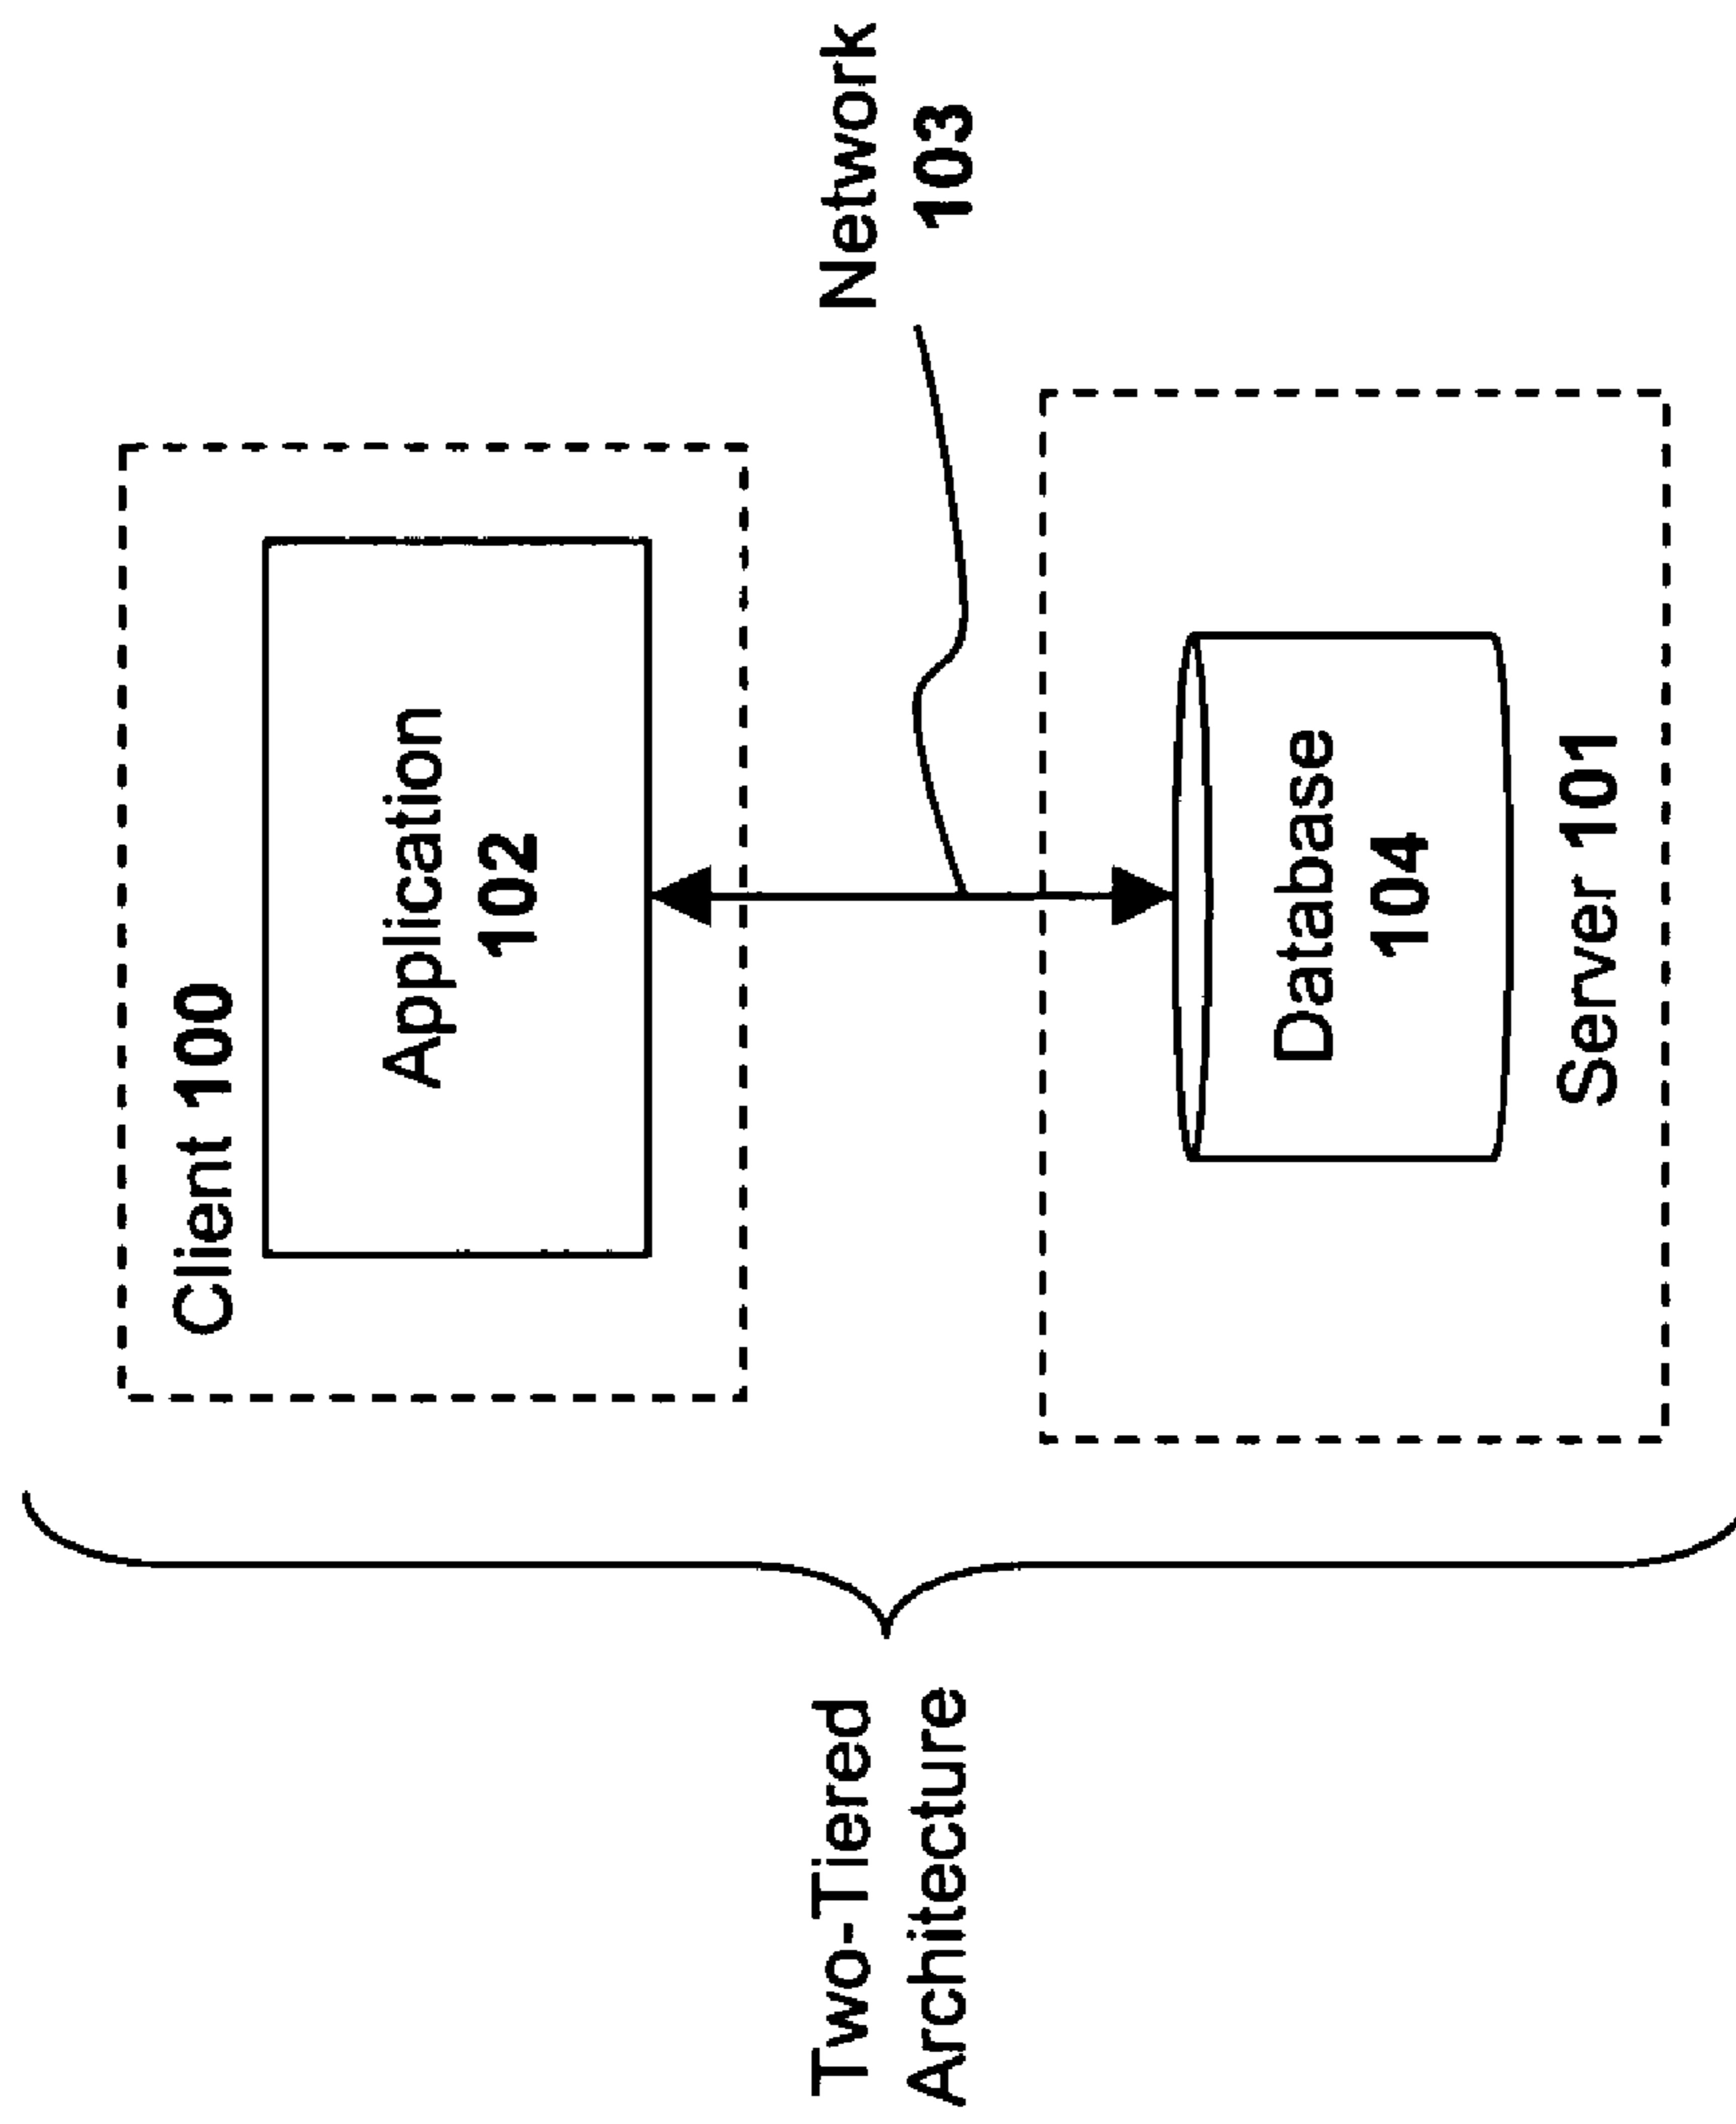 Two-Tiered
Architecture
Client 100
Application
102
Network
103
Database
104
Server 101